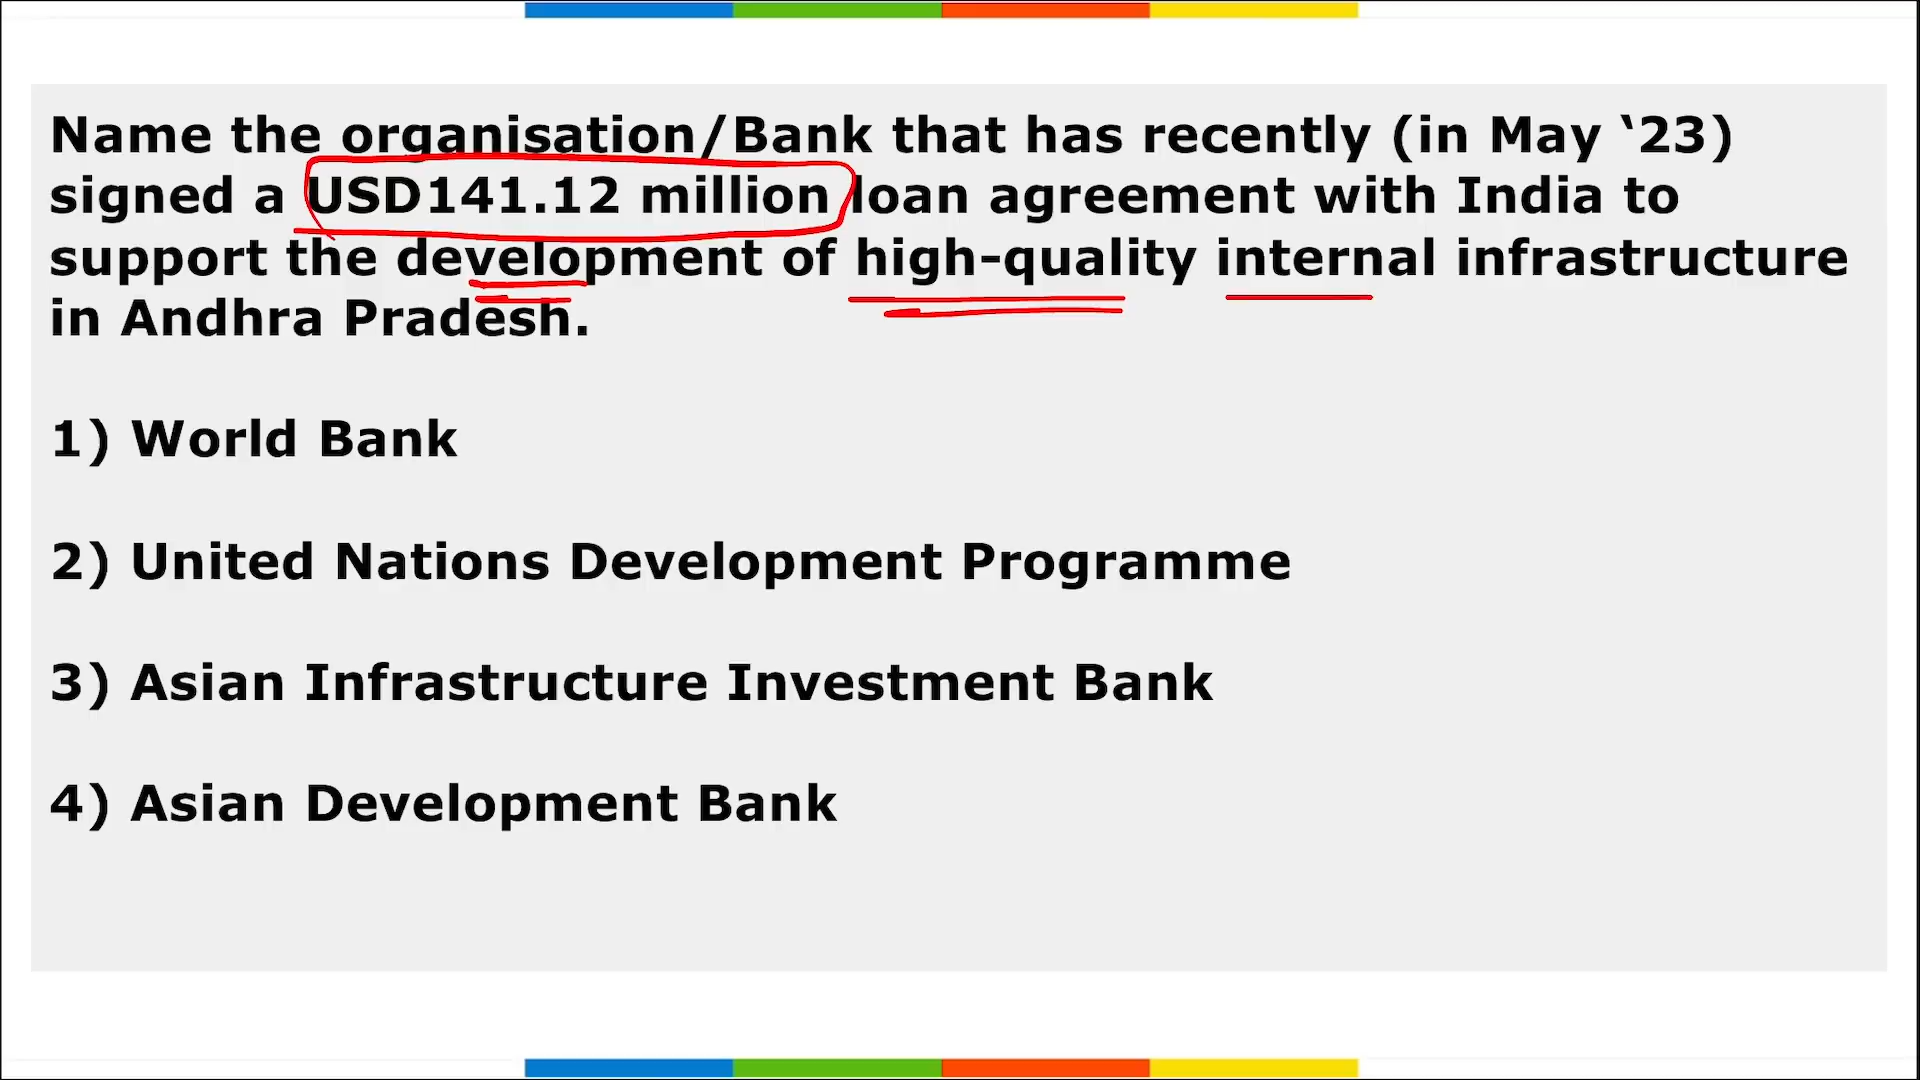 Name the organisation/Bank that has recently (in May ‘23)
signed a USD141.12 million loan agreement with India to
support the development of high-quality internal infrastructure
in Andhra Pradesh.
1) World Bank
2) United Nations Development Programme
3) Asian Infrastructure Investment Bank
4) Asian Development Bank